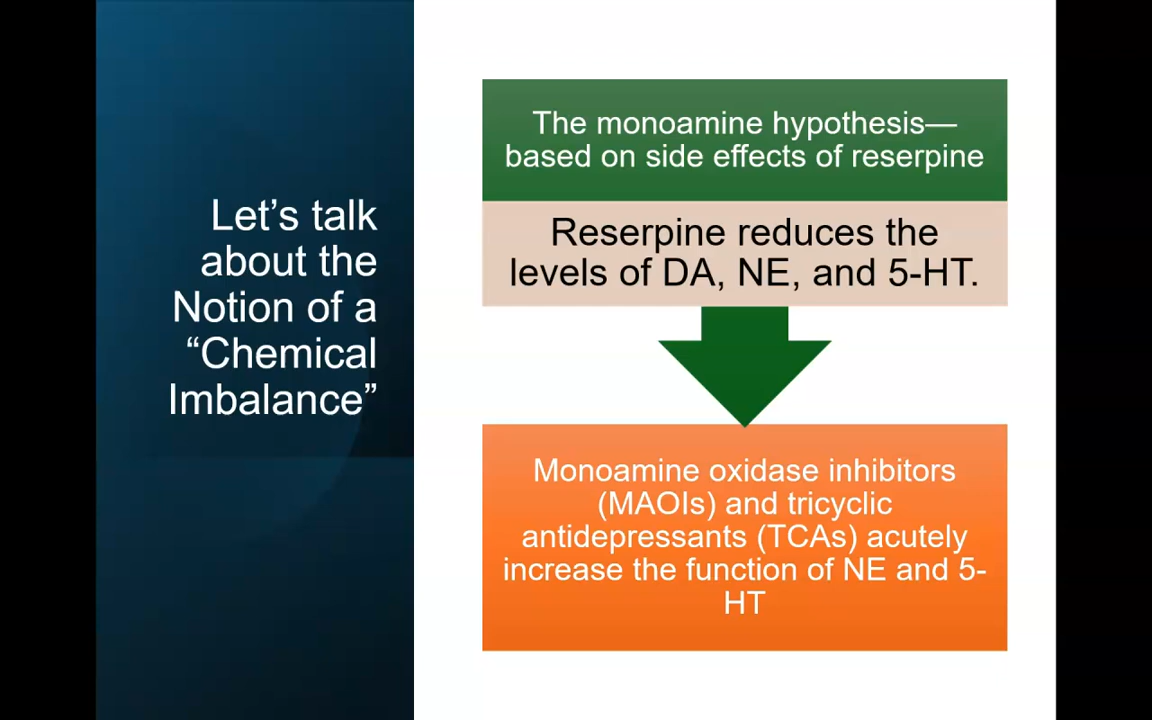 Let’s talk
about the
Notion of a
“Chemical
Imbalance”
The monoamine hypothesis—
based on side effects of reserpine
Reserpine reduces the
levels of DA, NE, and 5-HT.
Monoamine oxidase inhibitors
(MAOIs) and tricyclic
antidepressants (TCAs) acutely
increase the function of NE and 5-
HT